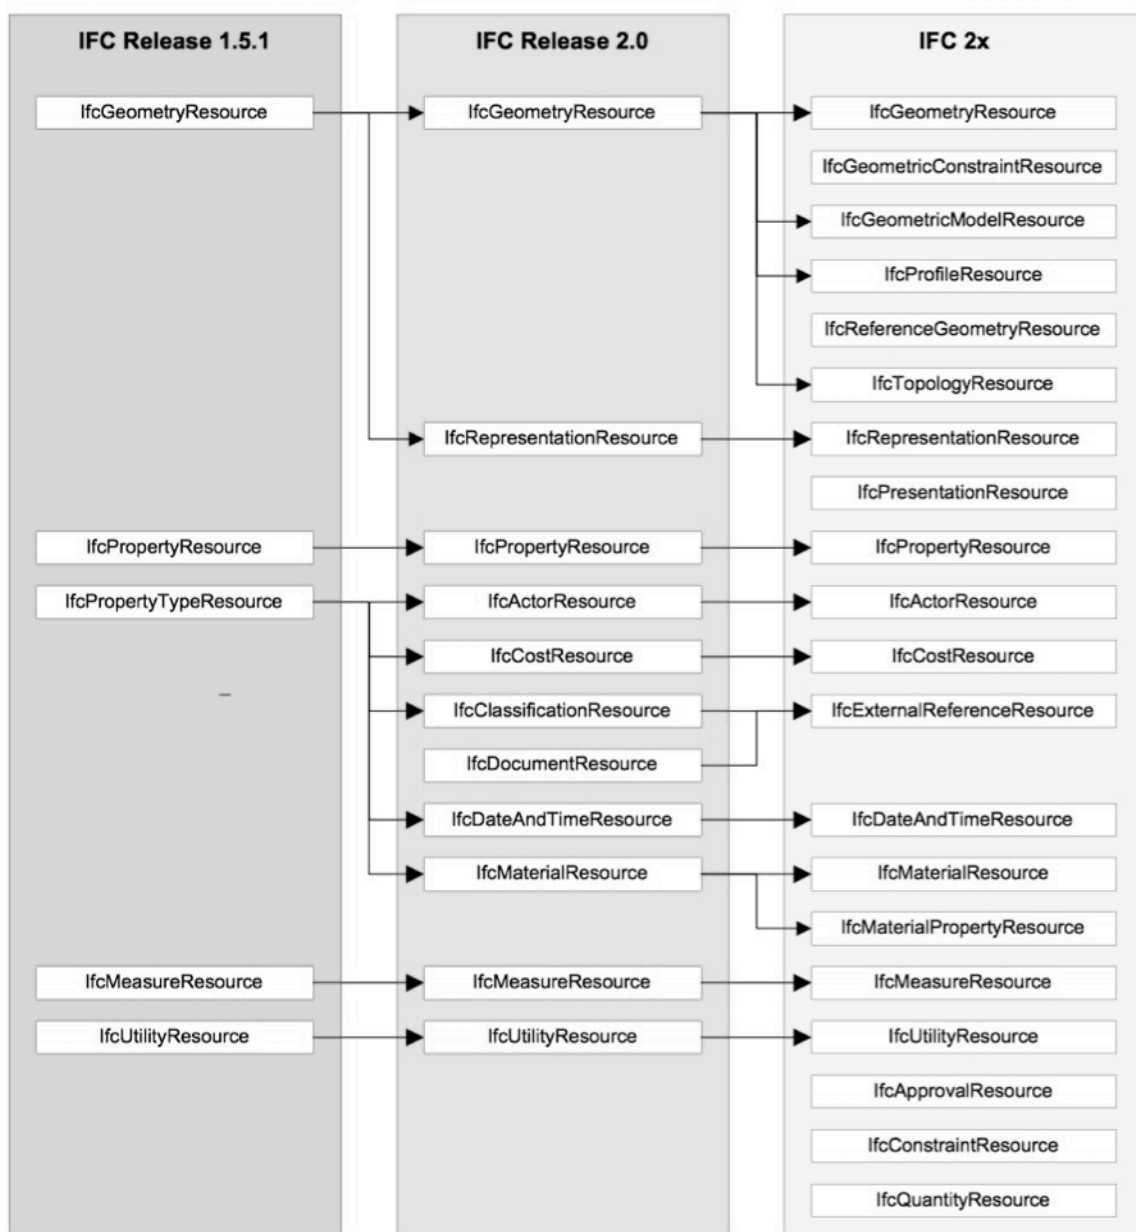 IFC Release 1.5.1
IfcGeometryResource
IfcPropertyResource
IfcPropertyTypeResource
–
IfcMeasureResource
IfcUtilityResource
IFC Release 2.0
IfcGeometryResource
IfcRepresentationResource
IfcPropertyResource
IfcActorResource
IfcCostResource
IfcClassificationResource
IfcDocumentResource
IfcDateAndTimeResource
IfcMaterialResource
IfcMeasureResource
IfcUtilityResource
IFC 2x
IfcGeometryResource
IfcGeometricConstraintResource
IfcGeometricModelResource
IfcProfileResource
IfcReferenceGeometryResource
IfcTopologyResource
IfcRepresentationResource
IfcPresentationResource
IfcPropertyResource
IfcActorResource
IfcCostResource
IfcExternalReferenceResource
IfcDateAndTimeResource
IfcMaterialResource
IfcMaterialPropertyResource
IfcMeasureResource
IfcUtilityResource
IfcApprovalResource
IfcConstraintResource
IfcQuantityResource